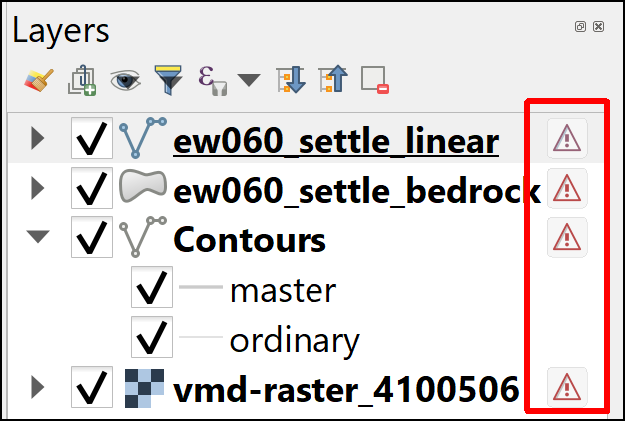 Layers
ew060_settle_linear
ew060_settle_bedrock
Contours
master
ordinary
vmd-raster_4100506